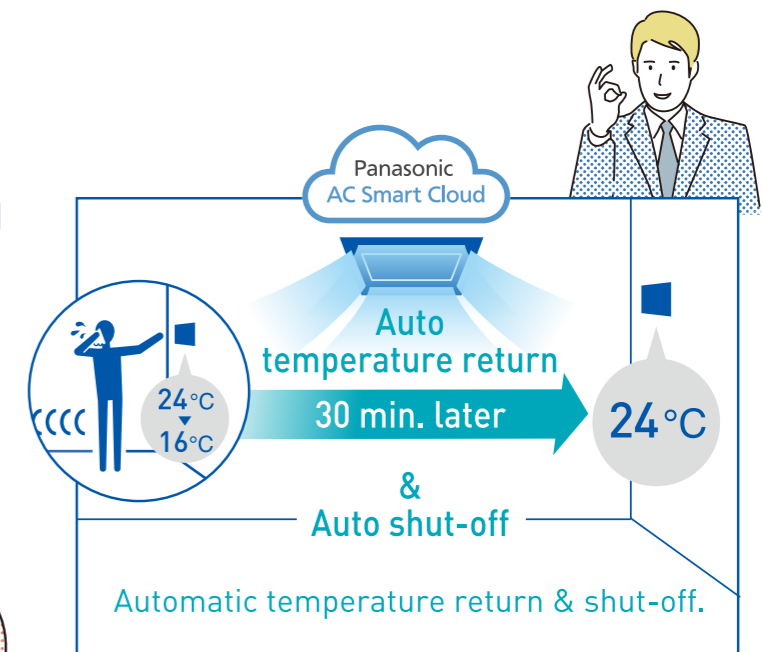 Panasonic
AC Smart Cloud
Auto
temperature return
30 min. later
24°C
▼
16°C
24°C
&
Auto shut-off
Automatic temperature return & shut-off.